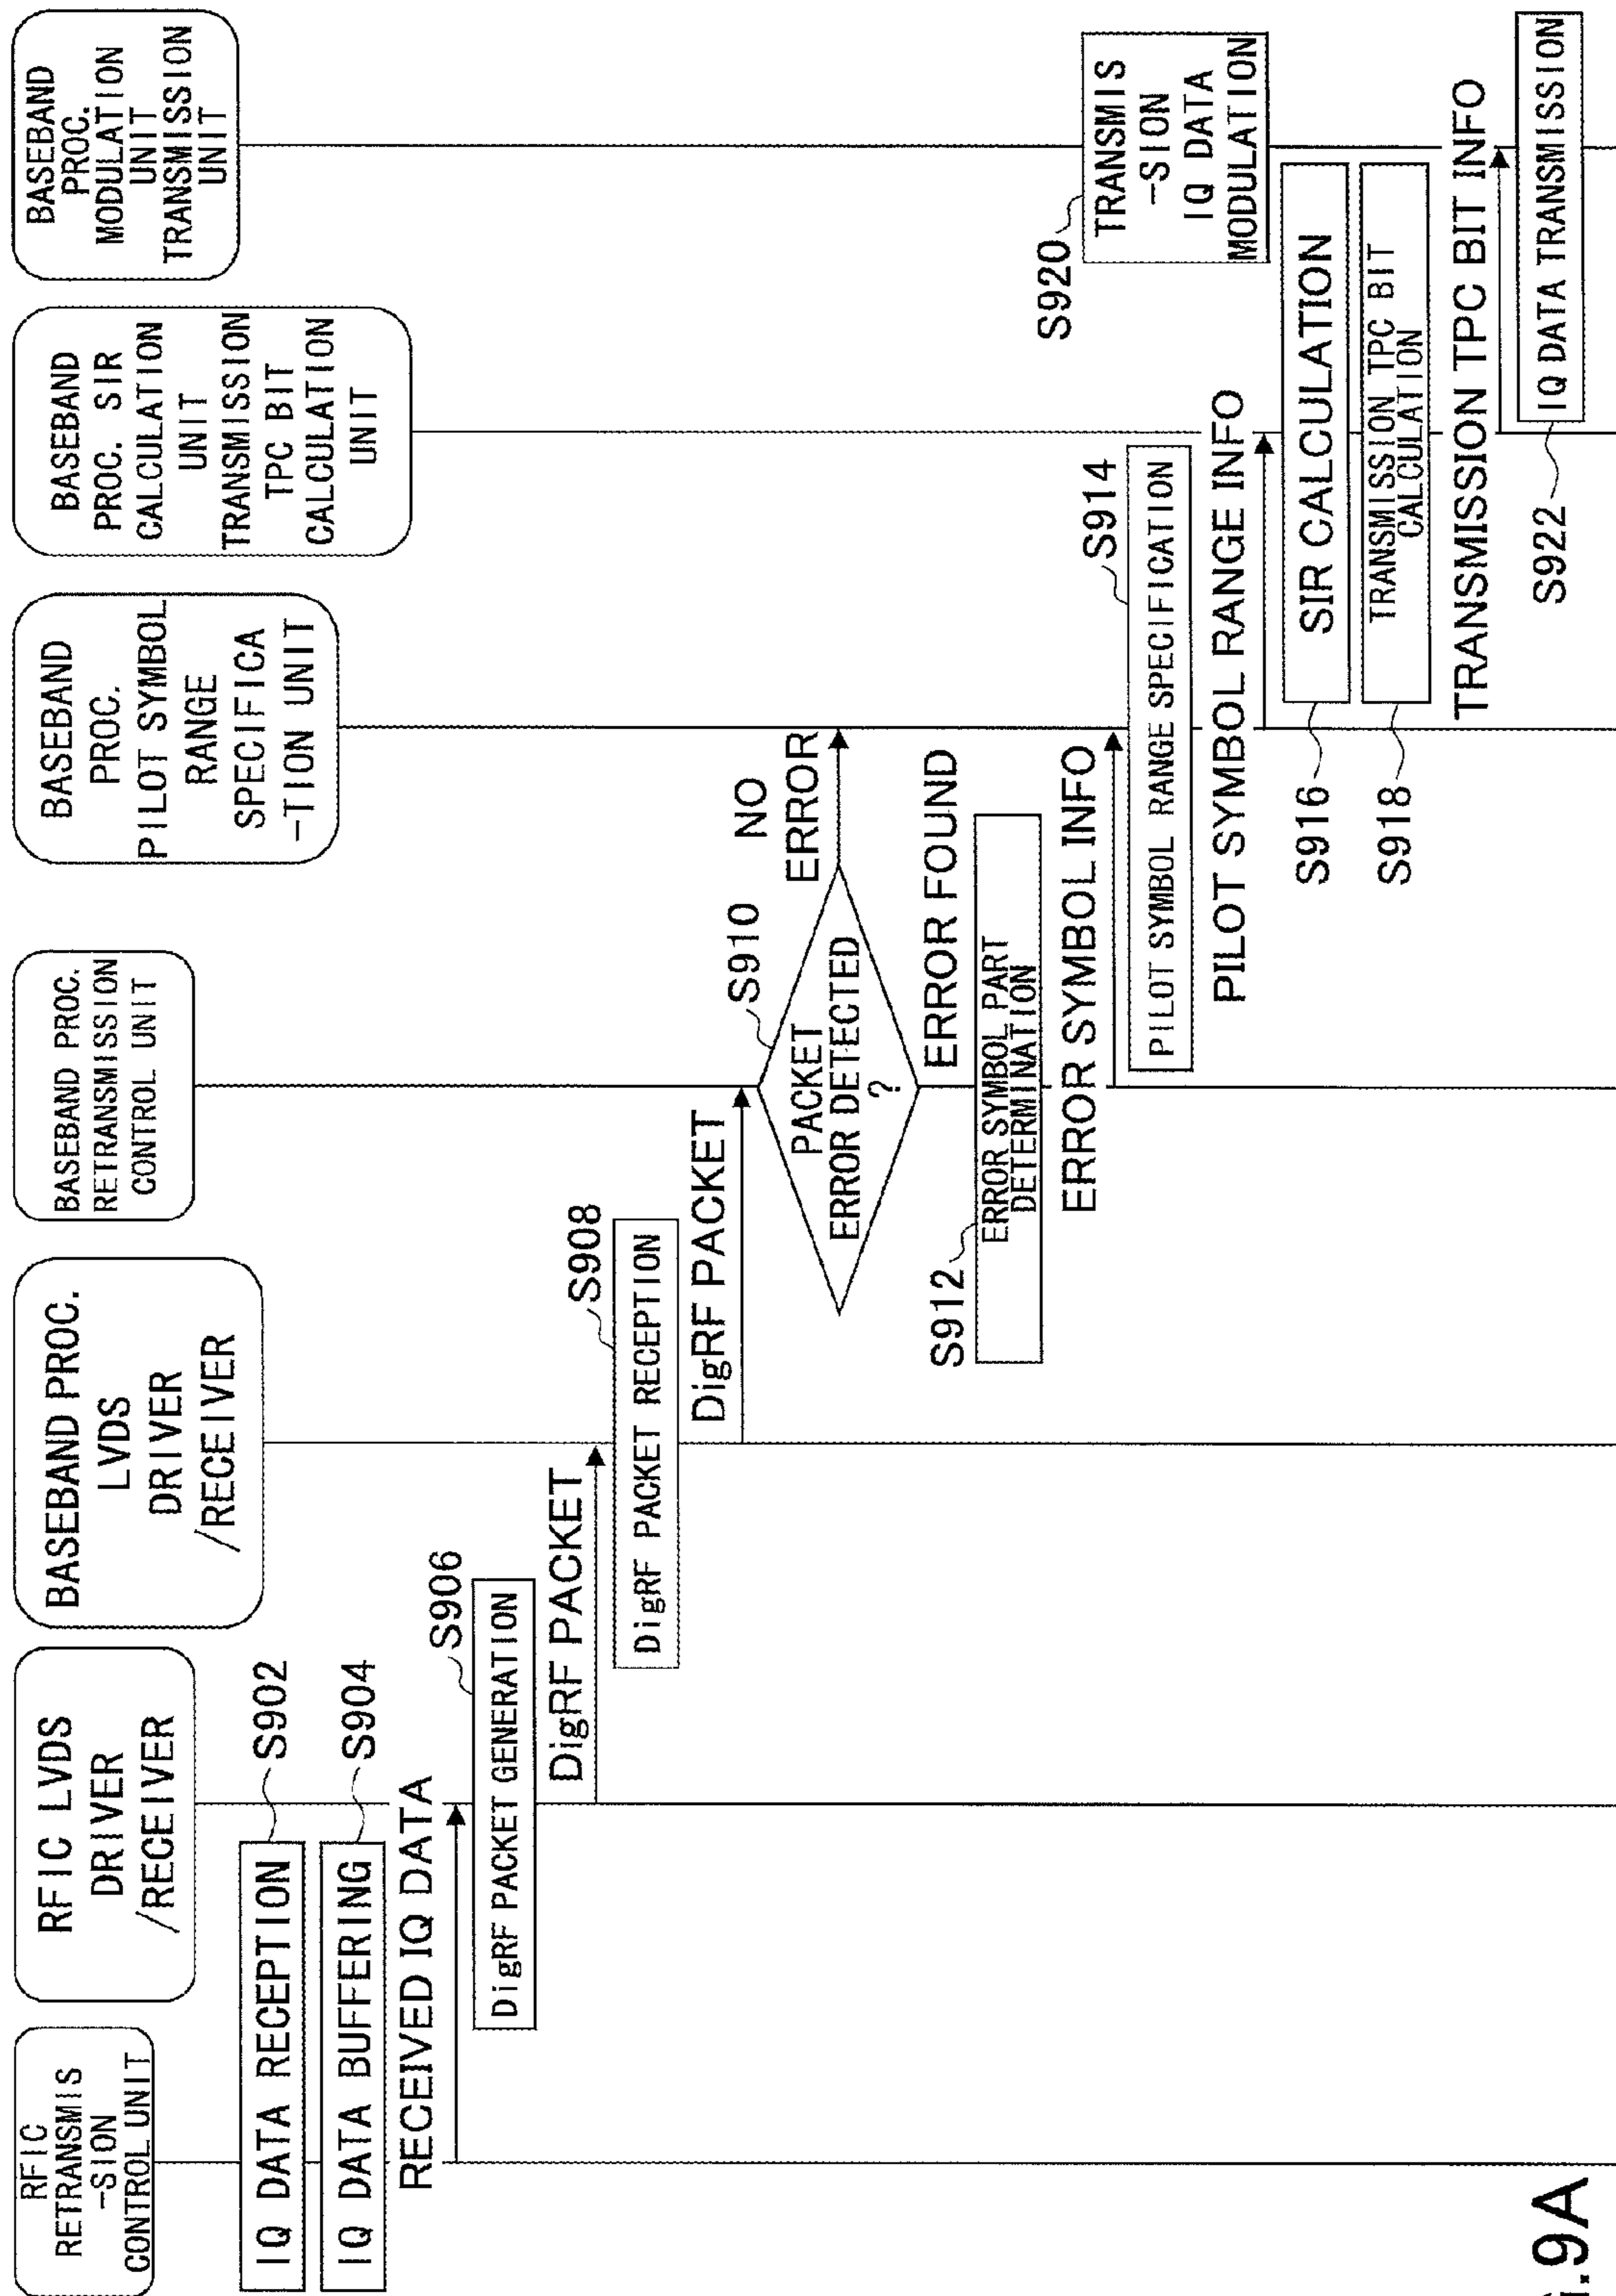 RFIC
RETRANSMIS
-SION
CONTROL UNIT
RFIC LVDS
DRIVER
/RECEIVER
BASEBAND PROC.
LVDS
DRIVER
/RECEIVER
BASEBAND PROC.
RETRANSMISSION
CONTROL UNIT
BASEBAND
PROC.
PILOT SYMBOL
RANGE
SPECIFICA
-TION UNIT
BASEBAND
PROC. SIR
CALCULATION
UNIT
TRANSMISSION
TPC BIT
CALCULATION
UNIT
BASEBAND
PROC.
MODULATION
UNIT
TRANSMISSION
UNIT
IQ DATA RECEPTION
S902
IQ DATA BUFFERING
S904
RECEIVED IQ DATA
S906
DigRF PACKET GENERATION
DigRF PACKET
S908
DigRF PACKET RECEPTION
DigRF PACKET
S910
PACKET
ERROR DETECTED
?
NO
ERROR
ERROR FOUND
S912
ERROR SYMBOL PART
DETERMINATION
ERROR SYMBOL INFO
S914
PILOT SYMBOL RANGE SPECIFICATION
PILOT SYMBOL RANGE INFO
S920
TRANSMIS
-SION
IQ DATA
MODULATION
S916
SIR CALCULATION
S918
TRANSMISSION TPC BIT
CALCULATION
TRANSMISSION TPC BIT INFO
S922
IQ DATA TRANSMISSION
.9A